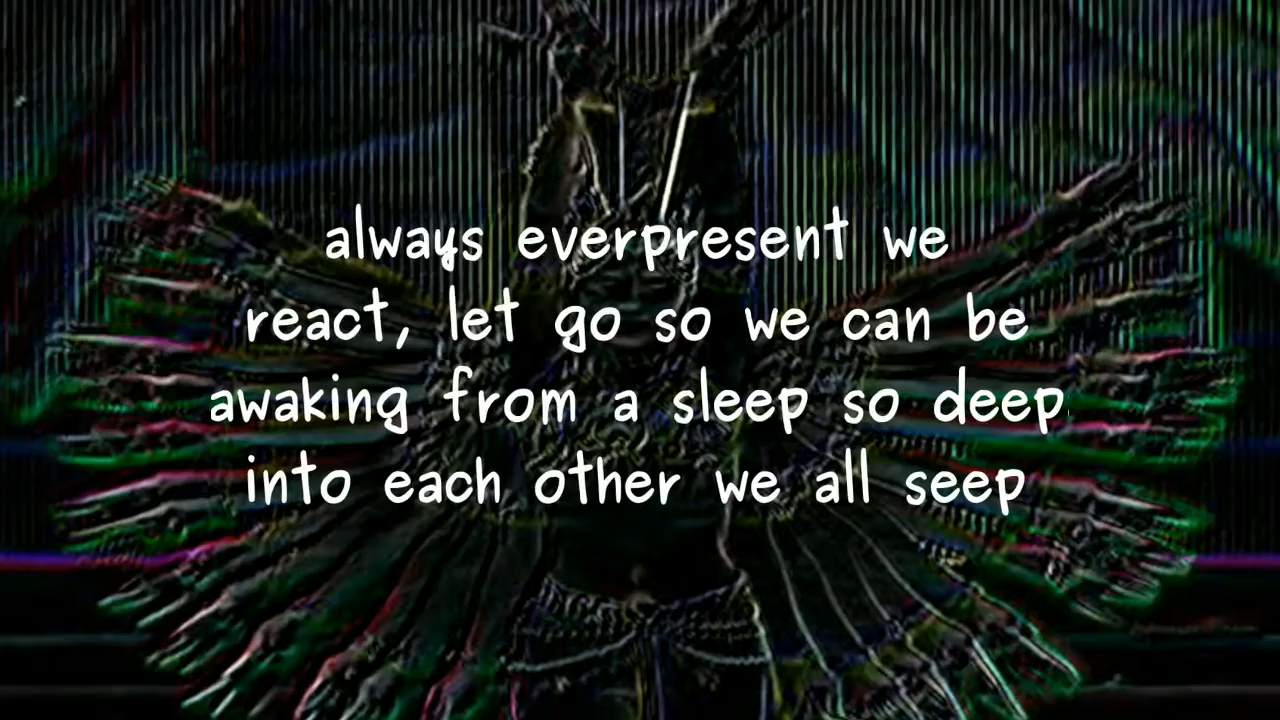 always everpresent we
react, let go so we can be
awaking from a sleep so deep
into each other we all seep